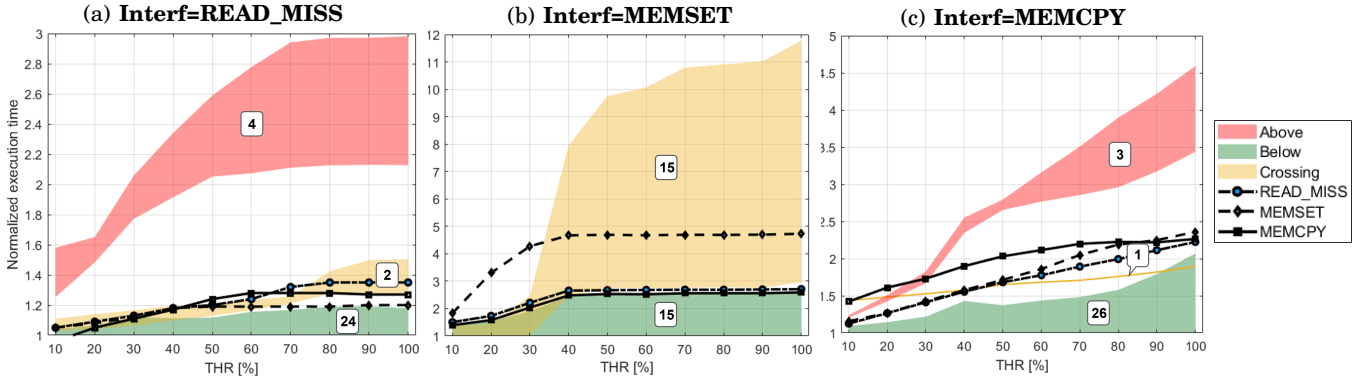 (a) Interf=READ_MISS
(b) Interf=MEMSET
(c) Interf=MEMCPY
Normalized execution time
3
2.8
2.6
2.4
2.2
2
1.8
1.6
1.4
1.2
1
4
2
24
10 20 30 40 50 60 70 80 90 100
THR [%]
12
11
10
9
8
7
6
5
4
3
2
1
15
15
10 20 30 40 50 60 70 80 90 100
THR [%]
5
4.5
4
3.5
3
2.5
2
1.5
1
3
1
26
10 20 30 40 50 60 70 80 90 100
THR [%]
Above
Below
Crossing
READ_MISS
MEMSET
MEMCPY